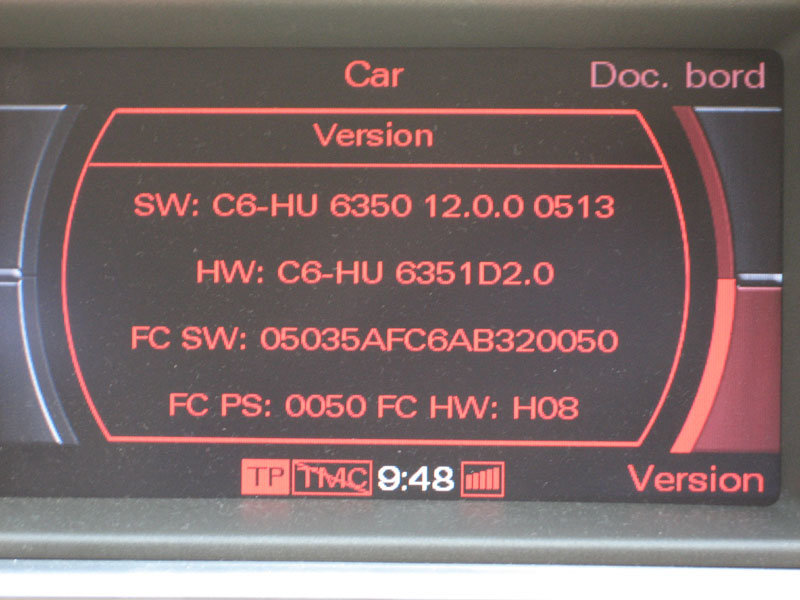 Car
Doc. bord
Version
SW: C6-HU 6350 12.0.0 0513
HW: C6-HU 6351D2.0
FC SW: 05035AFC6AB320050
FC PS: 0050 FC HW: H08
TP TMC 9:48
Version